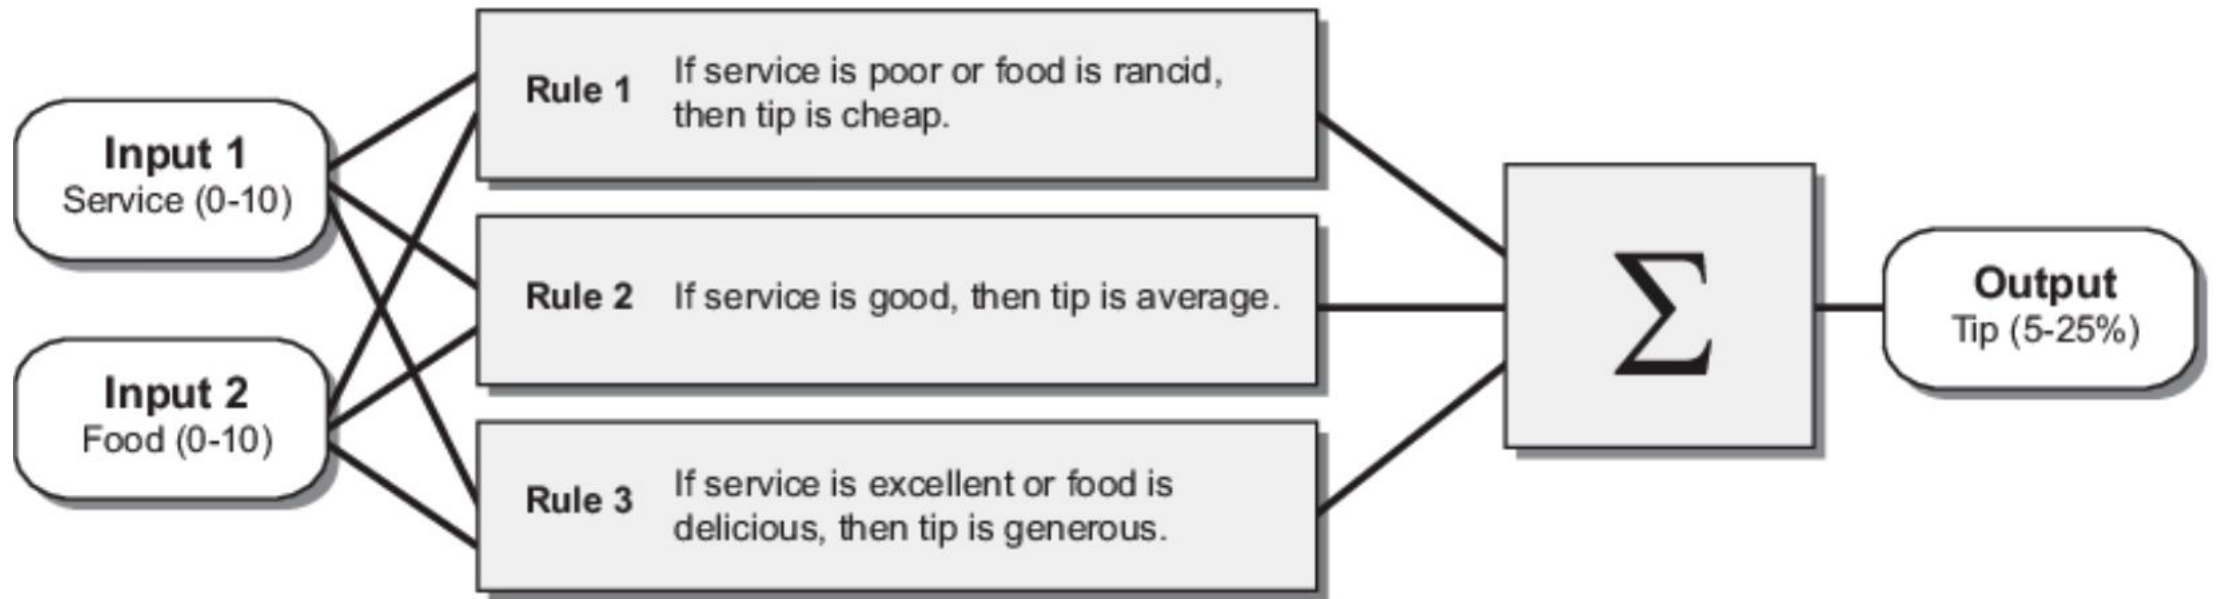 Input 1
Service (0-10)
Input 2
Food (0-10)
Rule 1
If service is poor or food is rancid,
then tip is cheap.
Rule 2
If service is good, then tip is average.
Rule 3
If service is excellent or food is
delicious, then tip is generous.
Σ
Output
Tip (5-25%)